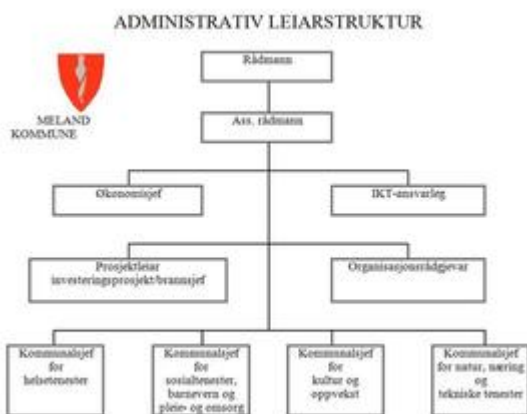 ADMINISTRATIV LEIARSTRUKTUR
MELAND
KOMMUNE
Rådmann
Ass. rådmann
Økonomisjef
IKT-ansvarleg
Prosjektleiar
investeringsprosjekt/brannsjef
Organisasjonsrådgjevar
Kommunalsjef
for
helsetenester
Kommunalsjef
for
sosialtenester,
barnevern og
pleie- og omsorg
Kommunalsjef
for
kultur og
oppvekst
Kommunalsjef
for natur, næring
og
tekniske tenester